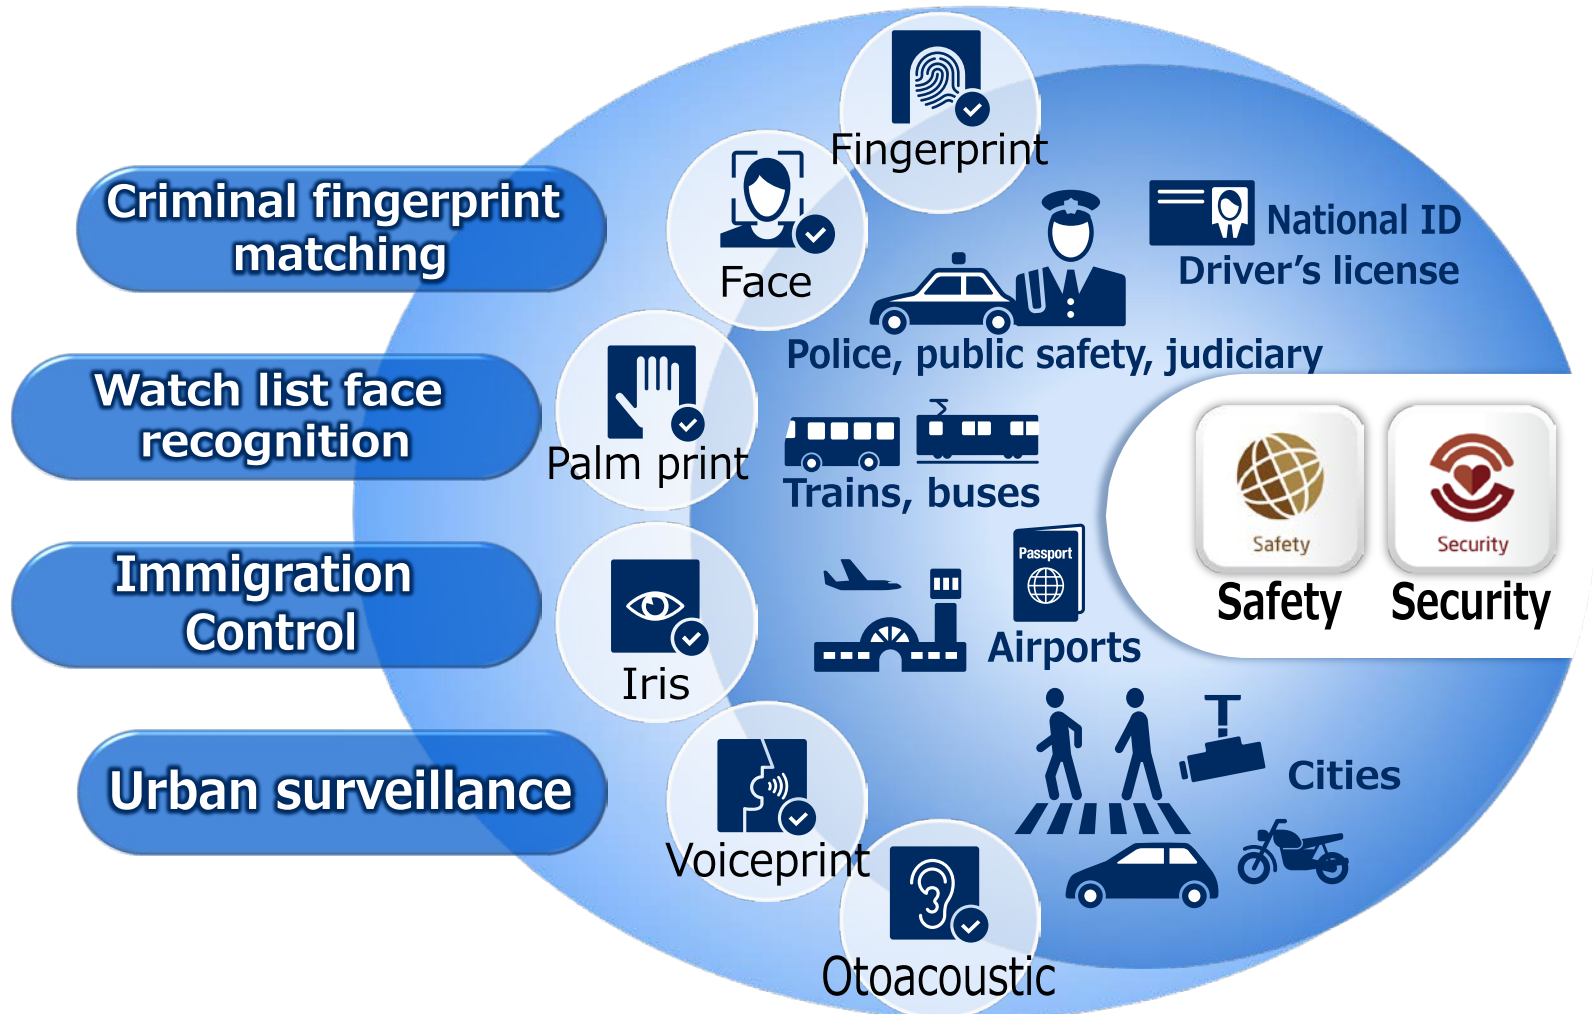 Criminal fingerprint
matching
Watch list face
recognition
Immigration
Control
Urban surveillance
Fingerprint
Face
Palm print
Iris
Voiceprint
Otoacoustic
National ID
Driver’s license
Police, public safety, judiciary
Trains, buses
Passport
Airports
Cities
Safety
Safety
Security
Security